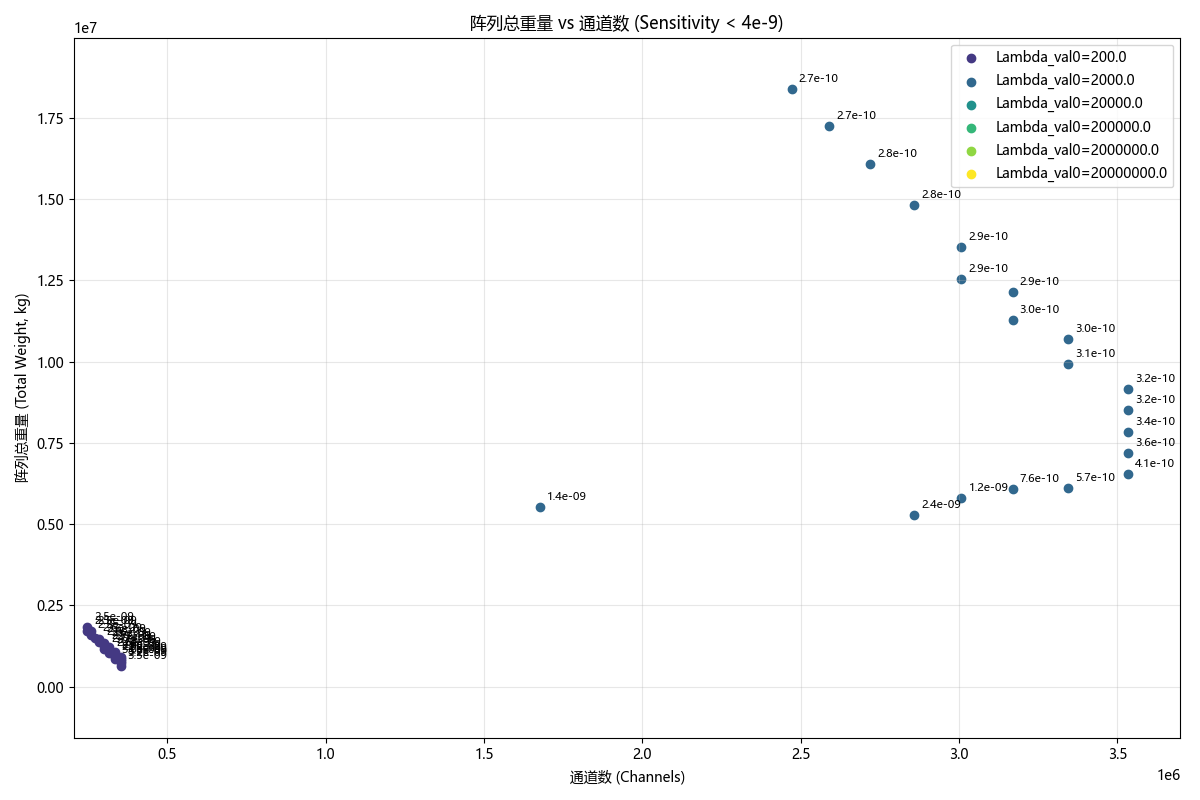 阵列总重量 vs 通道数 (Sensitivity < 4e-9)
1e7
Lambda_val0=200.0
Lambda_val0=2000.0
Lambda_val0=20000.0
Lambda_val0=200000.0
Lambda_val0=2000000.0
Lambda_val0=20000000.0
2.7e-10
2.7e-10
2.8e-10
2.8e-10
2.9e-10
2.9e-10
2.9e-10
3.0e-10
3.0e-10
3.1e-10
3.2e-10
3.2e-10
3.4e-10
3.6e-10
4.1e-10
5.7e-10
7.6e-10
1.2e-09
2.4e-09
1.4e-09
2.5e-09
3.5e-09
阵列总重量 (Total Weight, kg)
1.75
1.50
1.25
1.00
0.75
0.50
0.25
0.00
0.5
1.0
1.5
2.0
2.5
3.0
3.5
1e6
通道数 (Channels)